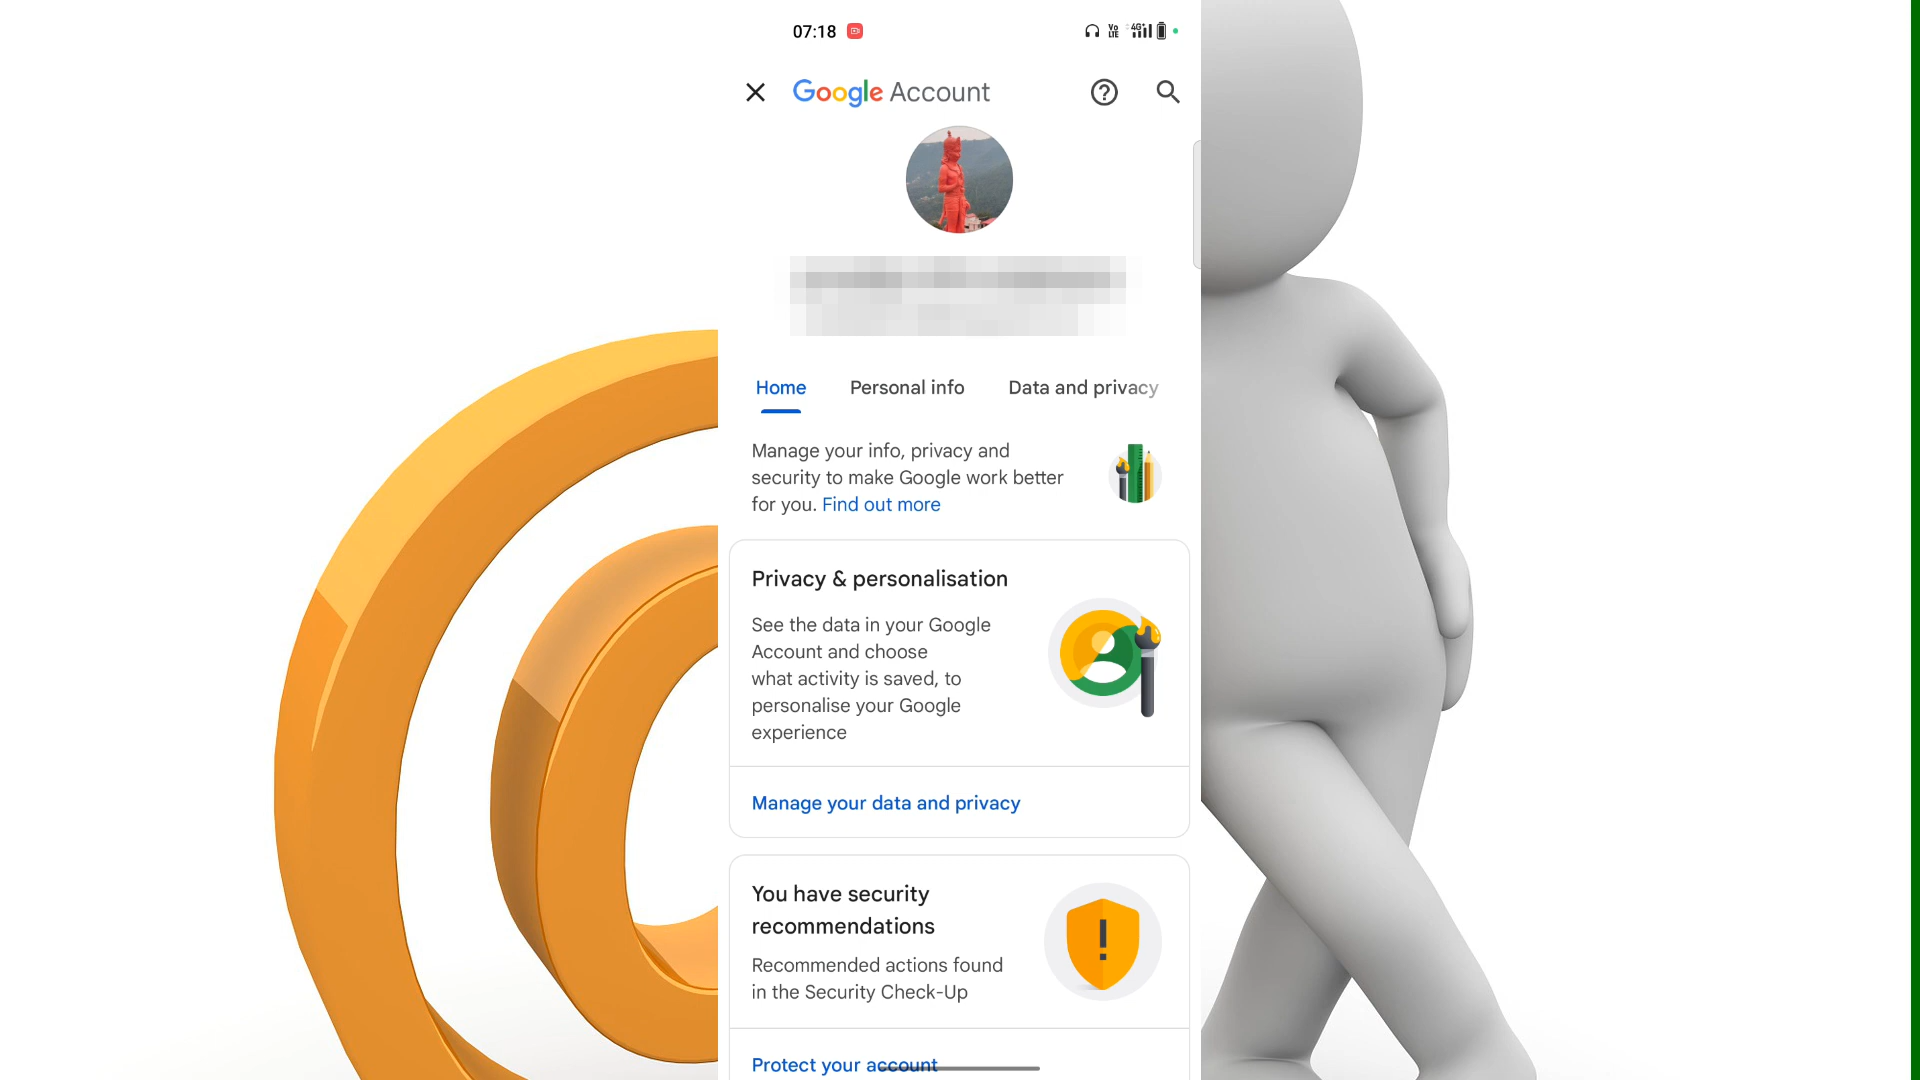 07:18
Vo
LTE
4G+
Google Account
Home Personal info Data and privacy
Manage your info, privacy and
security to make Google work better
for you. Find out more
Privacy & personalisation
See the data in your Google
Account and choose
what activity is saved, to
personalise your Google
experience
Manage your data and privacy
You have security
recommendations
Recommended actions found
in the Security Check-Up
Protect your account